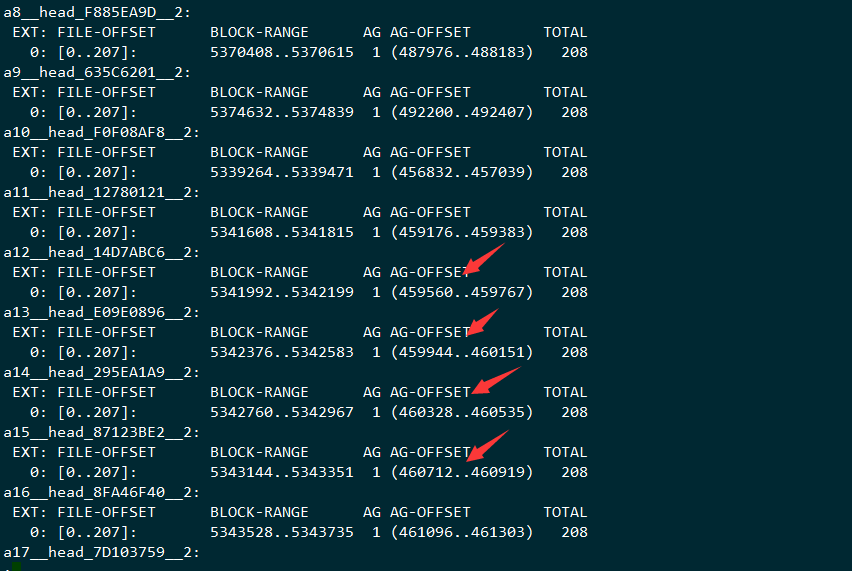 a8__head_F885EA9D__2:
EXT: FILE-OFFSET BLOCK-RANGE AG AG-OFFSET TOTAL
0: [0..207]: 5370408..5370615 1 (487976..488183) 208
a9__head_635C6201__2:
EXT: FILE-OFFSET BLOCK-RANGE AG AG-OFFSET TOTAL
0: [0..207]: 5374632..5374839 1 (492200..492407) 208
a10__head_F0F08AF8__2:
EXT: FILE-OFFSET BLOCK-RANGE AG AG-OFFSET TOTAL
0: [0..207]: 5339264..5339471 1 (456832..457039) 208
a11__head_12780121__2:
EXT: FILE-OFFSET BLOCK-RANGE AG AG-OFFSET TOTAL
0: [0..207]: 5341608..5341815 1 (459176..459383) 208
a12__head_14D7ABC6__2:
EXT: FILE-OFFSET BLOCK-RANGE AG AG-OFFSET TOTAL
0: [0..207]: 5341992..5342199 1 (459560..459767) 208
a13__head_E09E0896__2:
EXT: FILE-OFFSET BLOCK-RANGE AG AG-OFFSET TOTAL
0: [0..207]: 5342376..5342583 1 (459944..460151) 208
a14__head_295EA1A9__2:
EXT: FILE-OFFSET BLOCK-RANGE AG AG-OFFSET TOTAL
0: [0..207]: 5342760..5342967 1 (460328..460535) 208
a15__head_87123BE2__2:
EXT: FILE-OFFSET BLOCK-RANGE AG AG-OFFSET TOTAL
0: [0..207]: 5343144..5343351 1 (460712..460919) 208
a16__head_8FA46F40__2:
EXT: FILE-OFFSET BLOCK-RANGE AG AG-OFFSET TOTAL
0: [0..207]: 5343528..5343735 1 (461096..461303) 208
a17__head_7D103759__2: